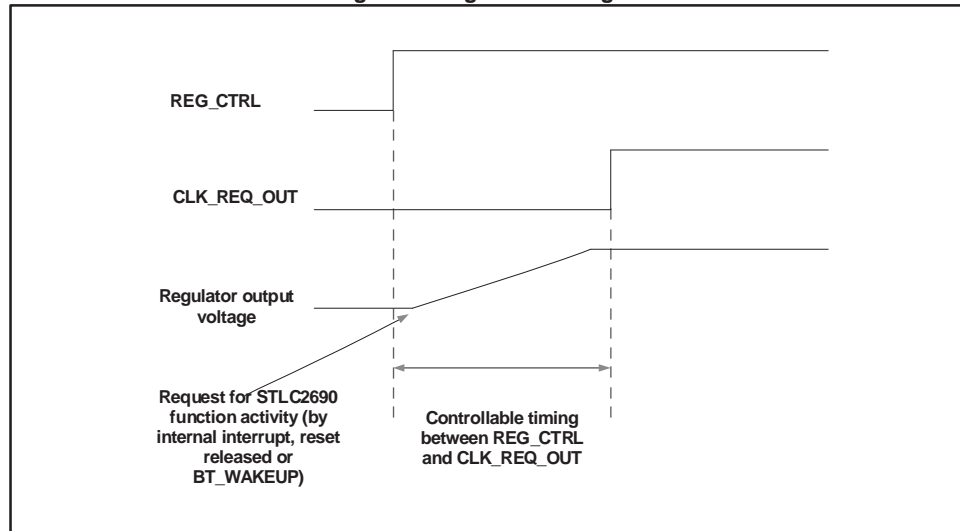 REG_CTRL
CLK_REQ_OUT
Regulator output
voltage
Request for STLC2690
function activity (by
internal interrupt, reset
released or
BT_WAKEUP)
Controllable timing
between REG_CTRL
and CLK_REQ_OUT